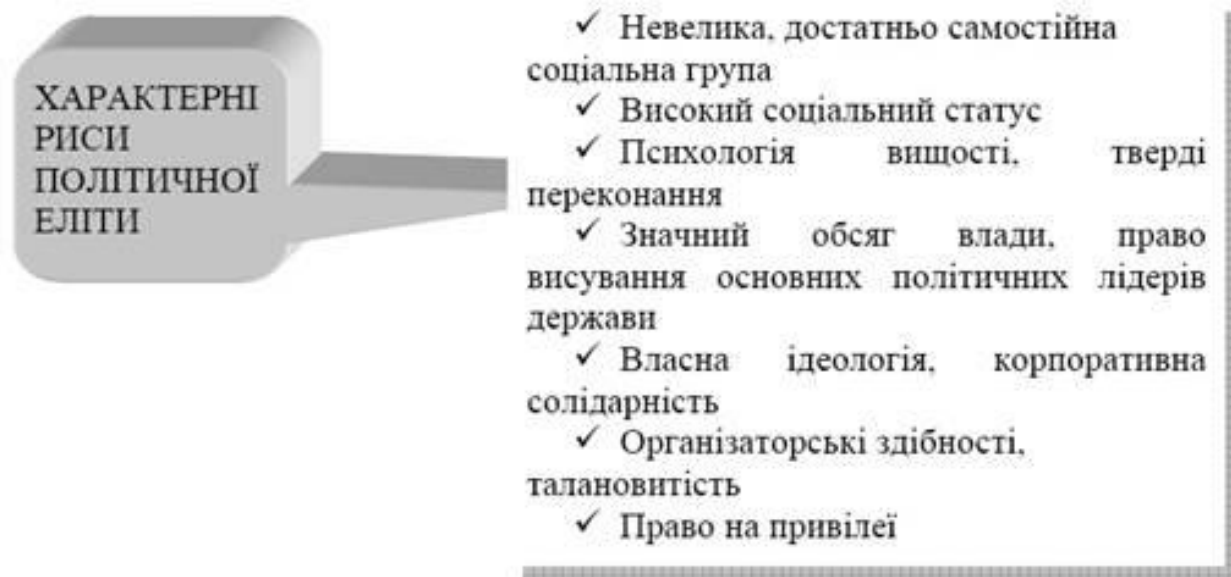 ХАРАКТЕРНІ
РИСИ
ПОЛІТИЧНОЇ
ЕЛІТИ
✓ Невелика, достатньо самостійна
соціальна група
✓ Високий соціальний статус
✓ Психологія вищості, тверді
переконання
✓ Значний обсяг влади, право
висування основних політичних лідерів
держави
✓ Власна ідеологія, корпоративна
солідарність
✓ Організаторські здібності,
талановитість
✓ Право на привілеї